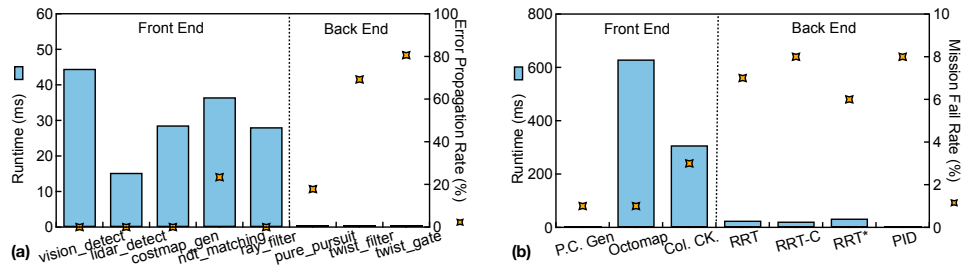 Front End
Back End
Runtime (ms)
60
50
40
30
20
10
0
100
80
60
40
20
0
Error Propagation Rate (%)
vision_detect
lidar_detect
costmap_gen
ndt_matching
ray_filter
pure_pursuit
twist_filter
twist_gate
(a)
Front End
Back End
Runtime (ms)
800
600
400
200
0
10
8
6
4
2
0
Mission Fail Rate (%)
P.C. Gen
Octomap
Col. CK.
RRT
RRT-C
RRT*
PID
(b)